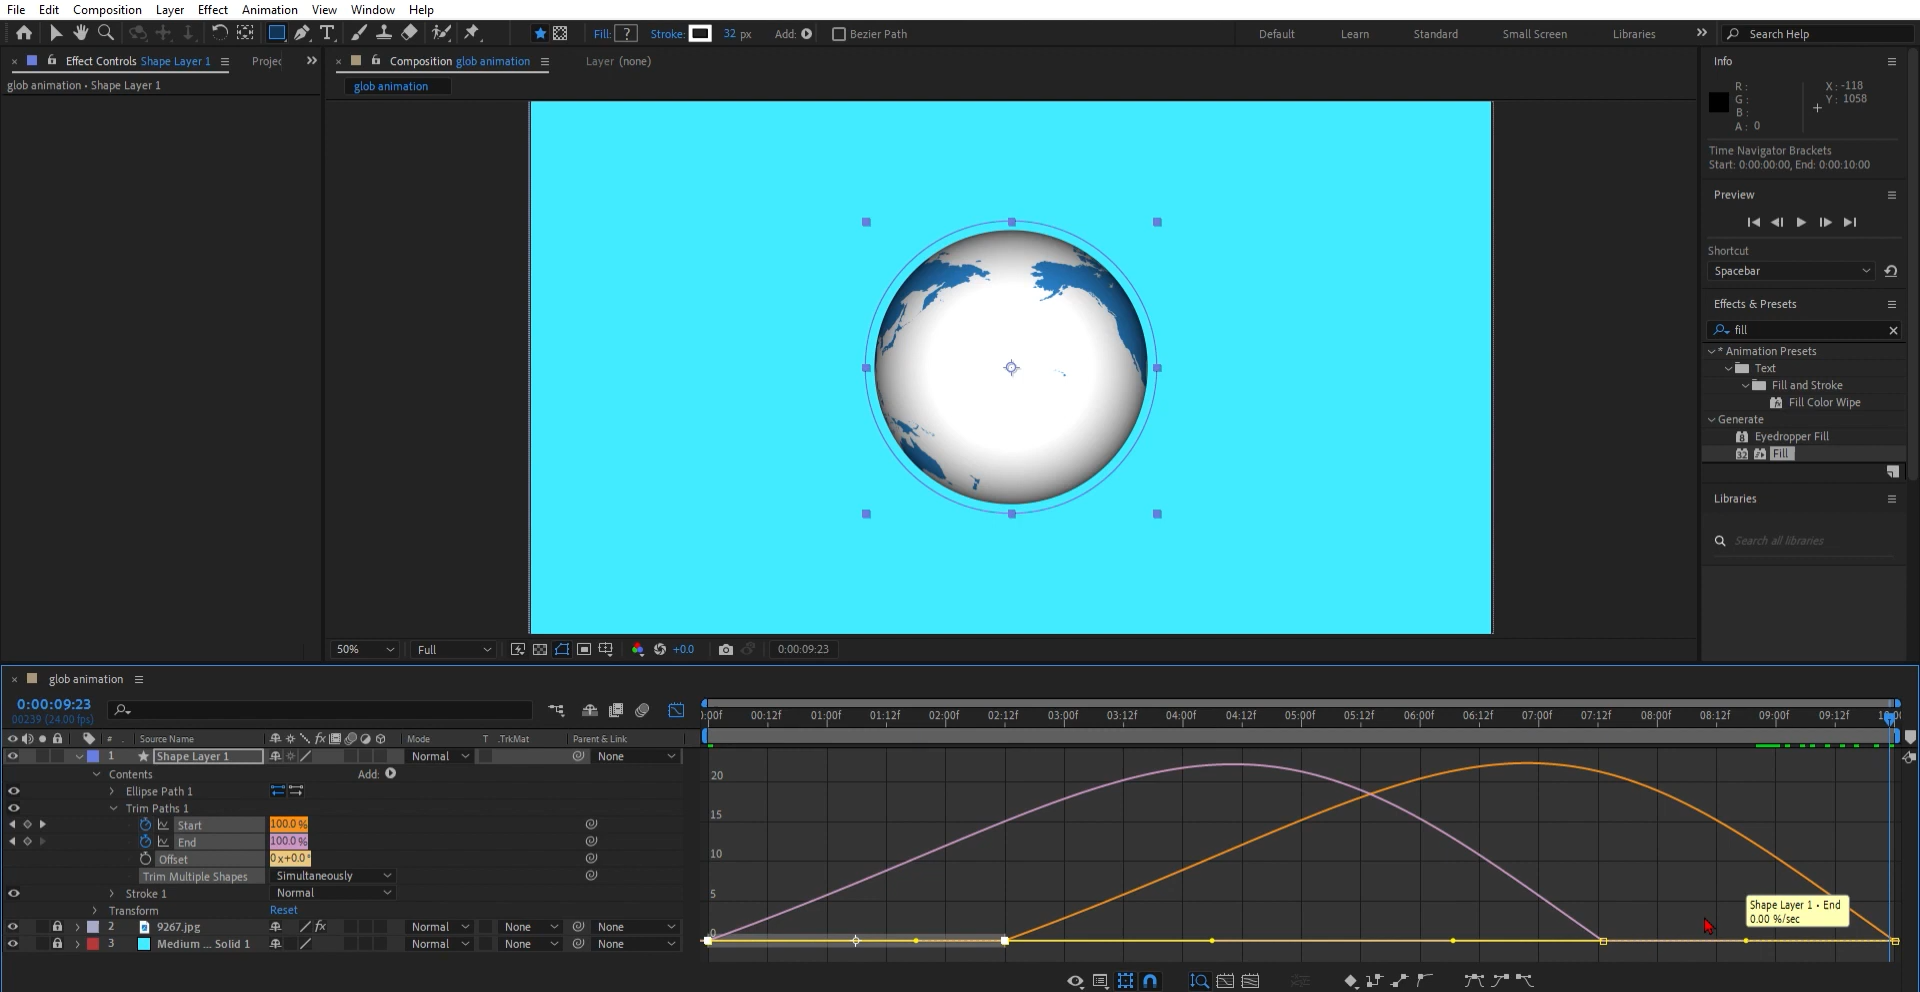 File Edit Composition Layer Effect Animation View Window Help
Fill: ? Stroke: 32 px Add: Bezier Path Default Learn Standard Small Screen Libraries Search Help
Effect Controls Shape Layer 1 Projec
Composition glob animation Layer (none)
glob animation • Shape Layer 1
glob animation
Info
R :
G :
B :
A : 0
X : -118
Y : 1058
Time Navigator Brackets
Start: 0:00:00:00, End: 0:00:10:00
Preview
Shortcut
Spacebar
Effects & Presets
fill
* Animation Presets
Text
Fill and Stroke
Fill Color Wipe
Generate
Eyedropper Fill
32 Fill
Libraries
Search all libraries
50% Full +0.0 0:00:09:23
glob animation
0:00:09:23
00239 (24.00 fps)
:00f 00:12f 01:00f 01:12f 02:00f 02:12f 03:00f 03:12f 04:00f 04:12f 05:00f 05:12f 06:00f 06:12f 07:00f 07:12f 08:00f 08:12f 09:00f 09:12f 10:00
# Source Name fx Mode T .TrkMat Parent & Link
1 Shape Layer 1 Normal None
Contents Add:
Ellipse Path 1
Trim Paths 1
Start 100.0 %
End 100.0 %
Offset 0 x+0.0 °
Trim Multiple Shapes Simultaneously
Stroke 1 Normal
Transform Reset
2 9267.jpg fx Normal None None
3 Medium ... Solid 1 Normal None None
20
15
10
5
0
Shape Layer 1 • End
0.00 %/sec